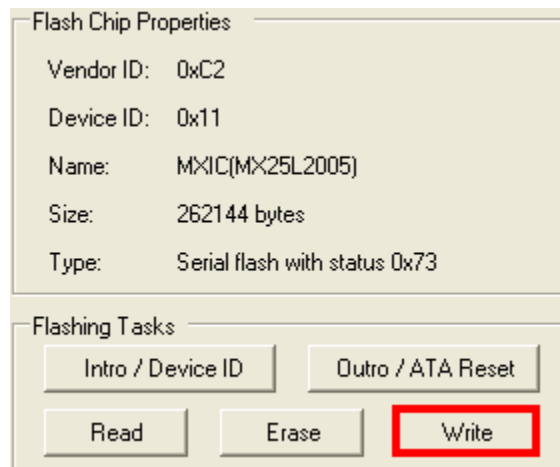 Flash Chip Properties
Vendor ID: 0xC2
Device ID: 0x11
Name: MXIC(MX25L2005)
Size: 262144 bytes
Type: Serial flash with status 0x73
Flashing Tasks
Intro / Device ID Outro / ATA Reset
Read Erase Write